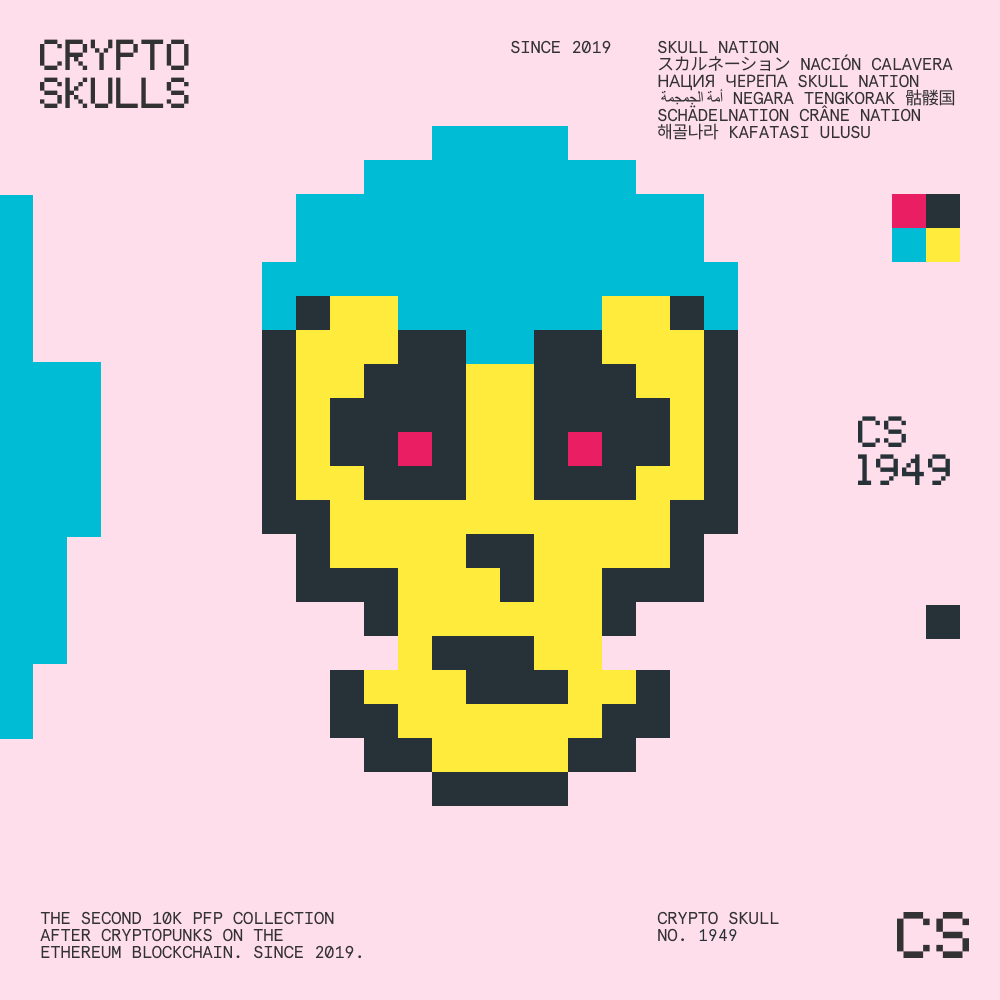 CRYPTO
SKULLS
SINCE 2019
SKULL NATION
スカルネーション NACIÓN CALAVERA
НАЦИЯ ЧЕРЕПА SKULL NATION
أمة الجمجمة NEGARA TENGKORAK 骷髅国
SCHÄDELNATION CRÂNE NATION
해골나라 KAFATASI ULUSU
CS
1949
THE SECOND 10K PFP COLLECTION
AFTER CRYPTOPUNKS ON THE
ETHEREUM BLOCKCHAIN. SINCE 2019.
CRYPTO SKULL
NO. 1949
CS